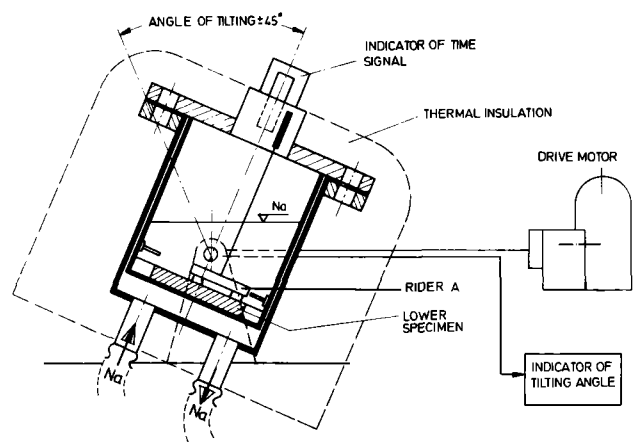 ANGLE OF TILTING ±45°
INDICATOR OF TIME
SIGNAL
THERMAL INSULATION
DRIVE MOTOR
Na
RIDER A
LOWER
SPECIMEN
INDICATOR OF
TILTING ANGLE
Na
Na